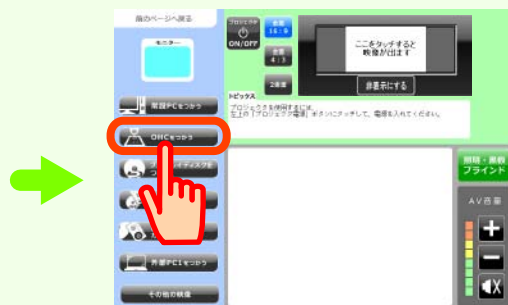 前のページへ戻る
モニター
常設PCをつかう
OHCをつかう
ディスクを
外部PC1をつかう
その他の映像
プロジェクタ
ON/OFF
画面
16:9
画面
4:3
2画面
ここをタッチすると
映像が出ます
非表示にする
トピックス
プロジェクタを使用するには、
左上の「プロジェクタ電源」ボタンにタッチして、電源を入れてください。
照明・黒板
ブラインド
AV音量